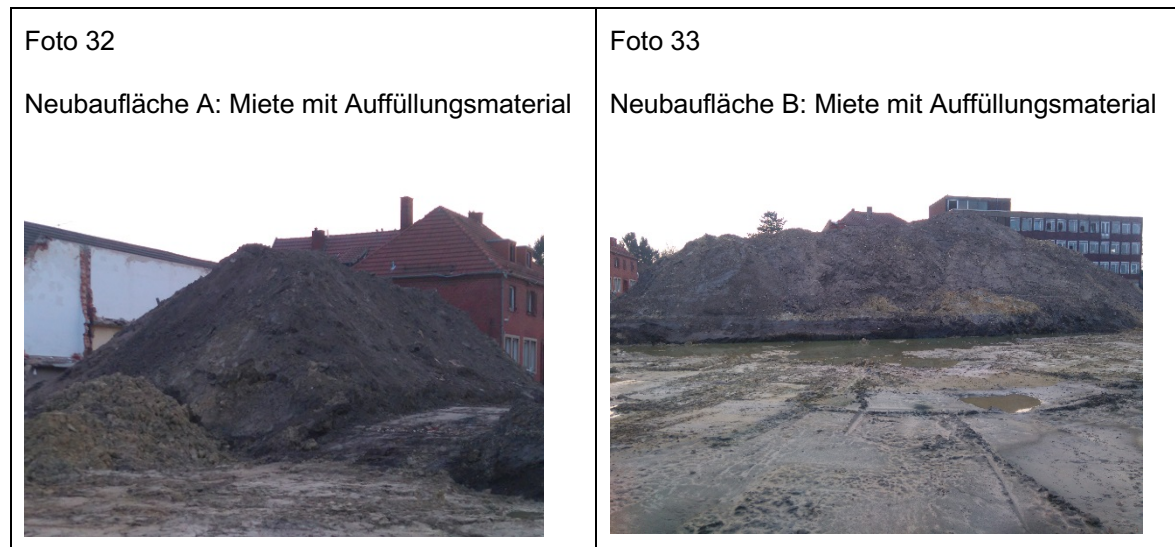 Foto 32
Neubaufläche A: Miete mit Auffüllungsmaterial
Foto 33
Neubaufläche B: Miete mit Auffüllungsmaterial